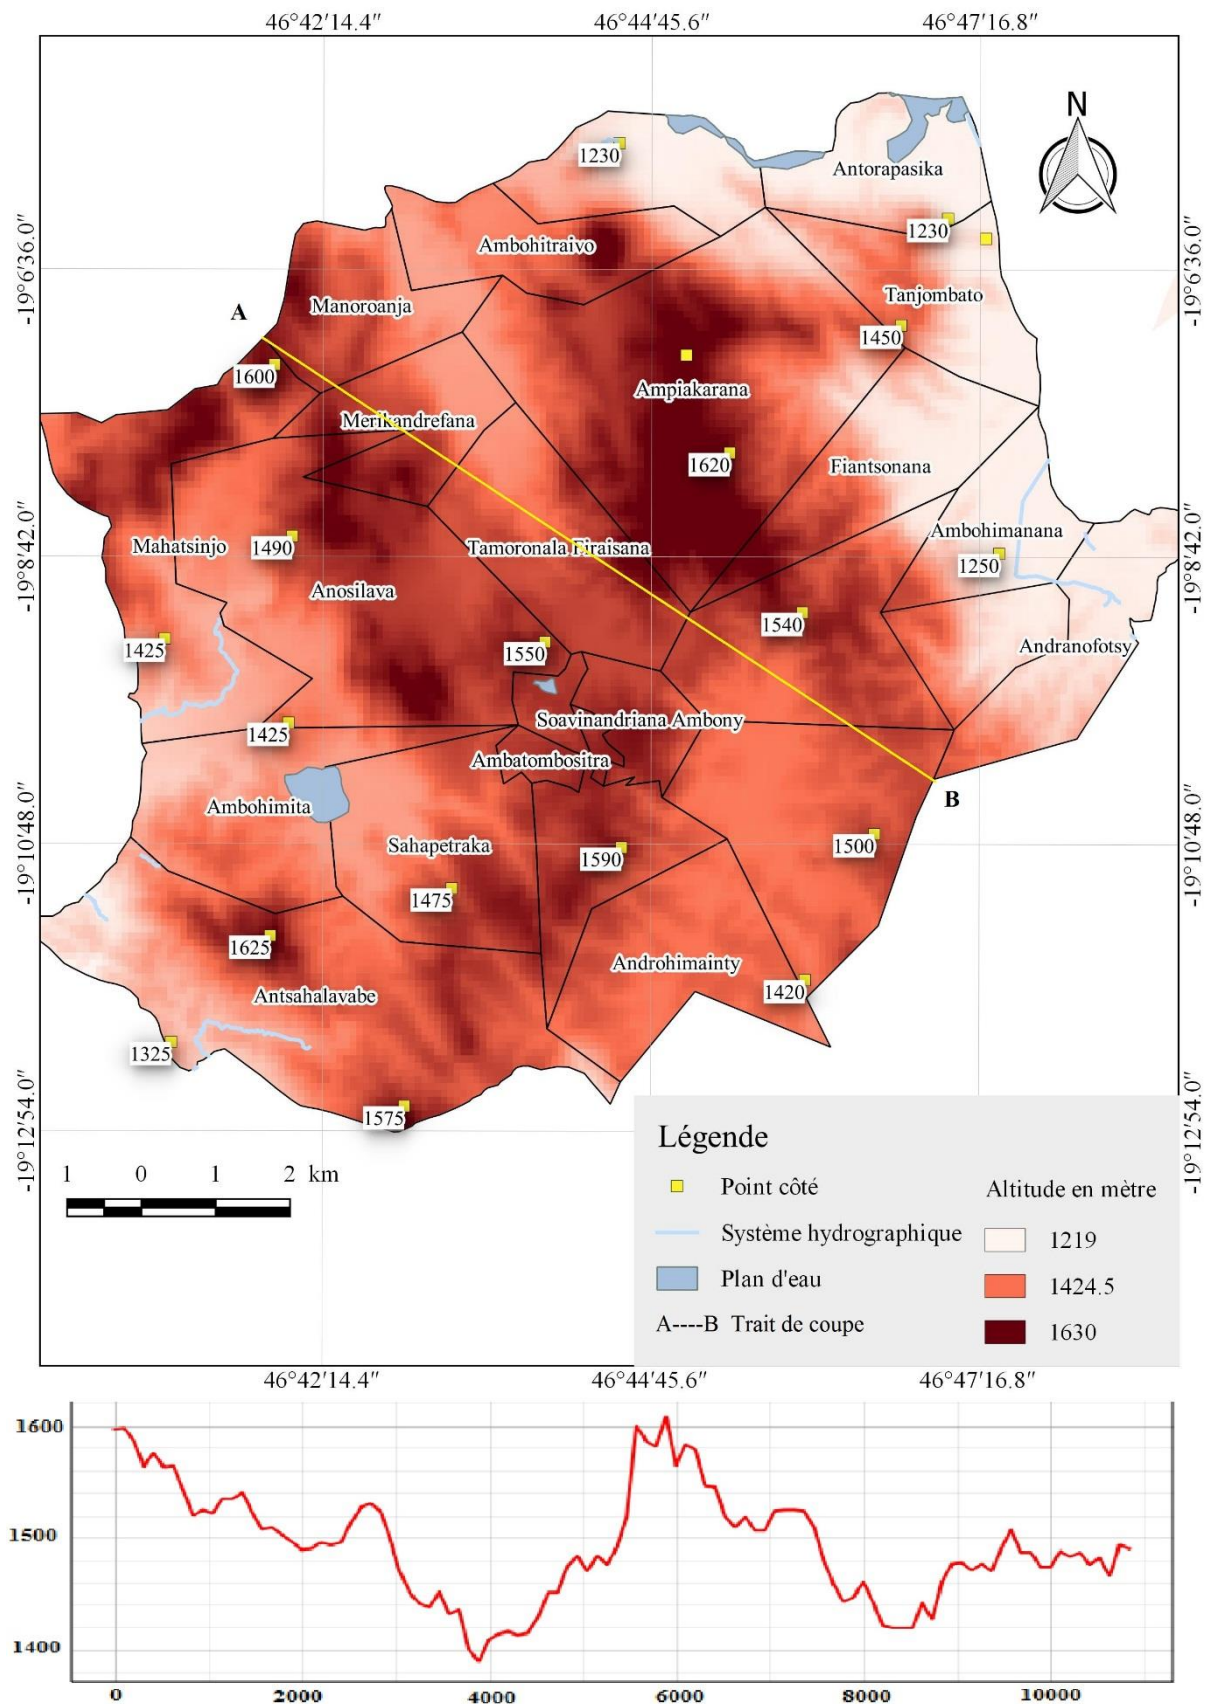 46°42'14.4" 46°44'45.6" 46°47'16.8"
N
1230
Antorapasika
1230
-19°6'36.0" -19°6'36.0"
Ambohitraivo
Manoroanja
Tanjombato
A
1450
1600
Ampiakarana
Merikandrefana
1620
Fiantsonana
Ambohimanana
Mahatsinjo
1490
Tamoronala Firaisana
-19°8'42.0" -19°8'42.0"
1250
Anosilava
1540
1425
1550
Andranofotsy
1425
Soavinandriana Ambony
Ambatombositra
Ambohimita
B
-19°10'48.0" -19°10'48.0"
Sahapetraka
1590
1500
1475
1625
Androhimainty
Antsahalavabe
1420
1325
1575
-19°12'54.0" -19°12'54.0"
1 0 1 2 km
Légende
Point côté
Système hydrographique
Plan d'eau
A----B Trait de coupe
Altitude en mètre
1219
1424.5
1630
46°42'14.4" 46°44'45.6" 46°47'16.8"
1600
1500
1400
0 2000 4000 6000 8000 10000